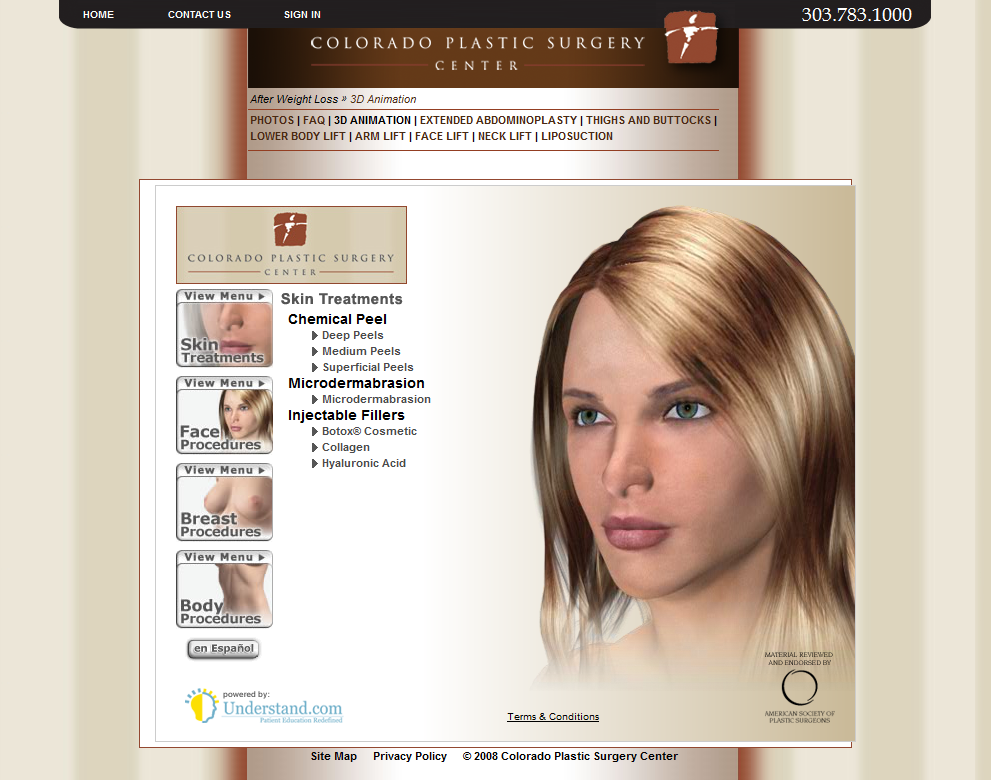 HOME CONTACT US SIGN IN 303.783.1000
COLORADO PLASTIC SURGERY
CENTER
After Weight Loss » 3D Animation
PHOTOS | FAQ | 3D ANIMATION | EXTENDED ABDOMINOPLASTY | THIGHS AND BUTTOCKS |
LOWER BODY LIFT | ARM LIFT | FACE LIFT | NECK LIFT | LIPOSUCTION
COLORADO PLASTIC SURGERY
CENTER
View Menu
Skin
Treatments
Skin Treatments
Chemical Peel
Deep Peels
Medium Peels
Superficial Peels
Microdermabrasion
Microdermabrasion
Injectable Fillers
Botox® Cosmetic
Collagen
Hyaluronic Acid
View Menu
Face
Procedures
View Menu
Breast
Procedures
View Menu
Body
Procedures
en Español
powered by:
Understand.com
Patient Education Redefined
Terms & Conditions
MATERIAL REVIEWED
AND ENDORSED BY
AMERICAN SOCIETY OF
PLASTIC SURGEONS
Site Map Privacy Policy © 2008 Colorado Plastic Surgery Center